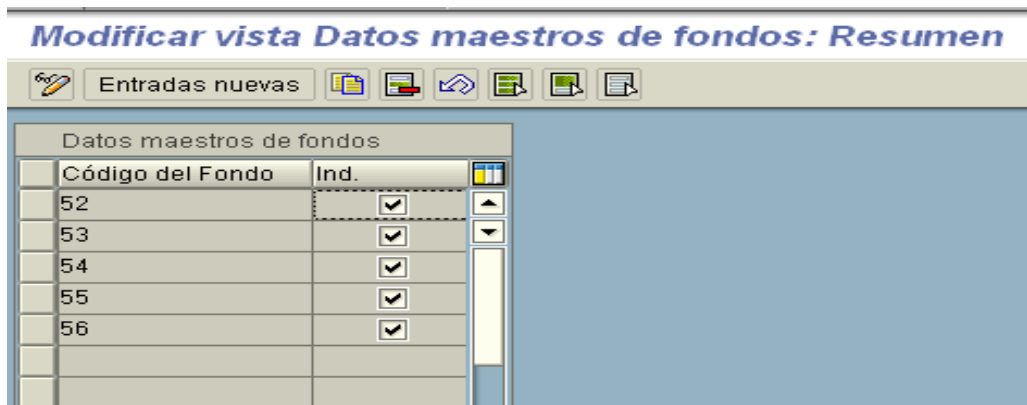 Modificar vista Datos maestros de fondos: Resumen
Entradas nuevas
Datos maestros de fondos
Código del Fondo Ind.
52
53
54
55
56